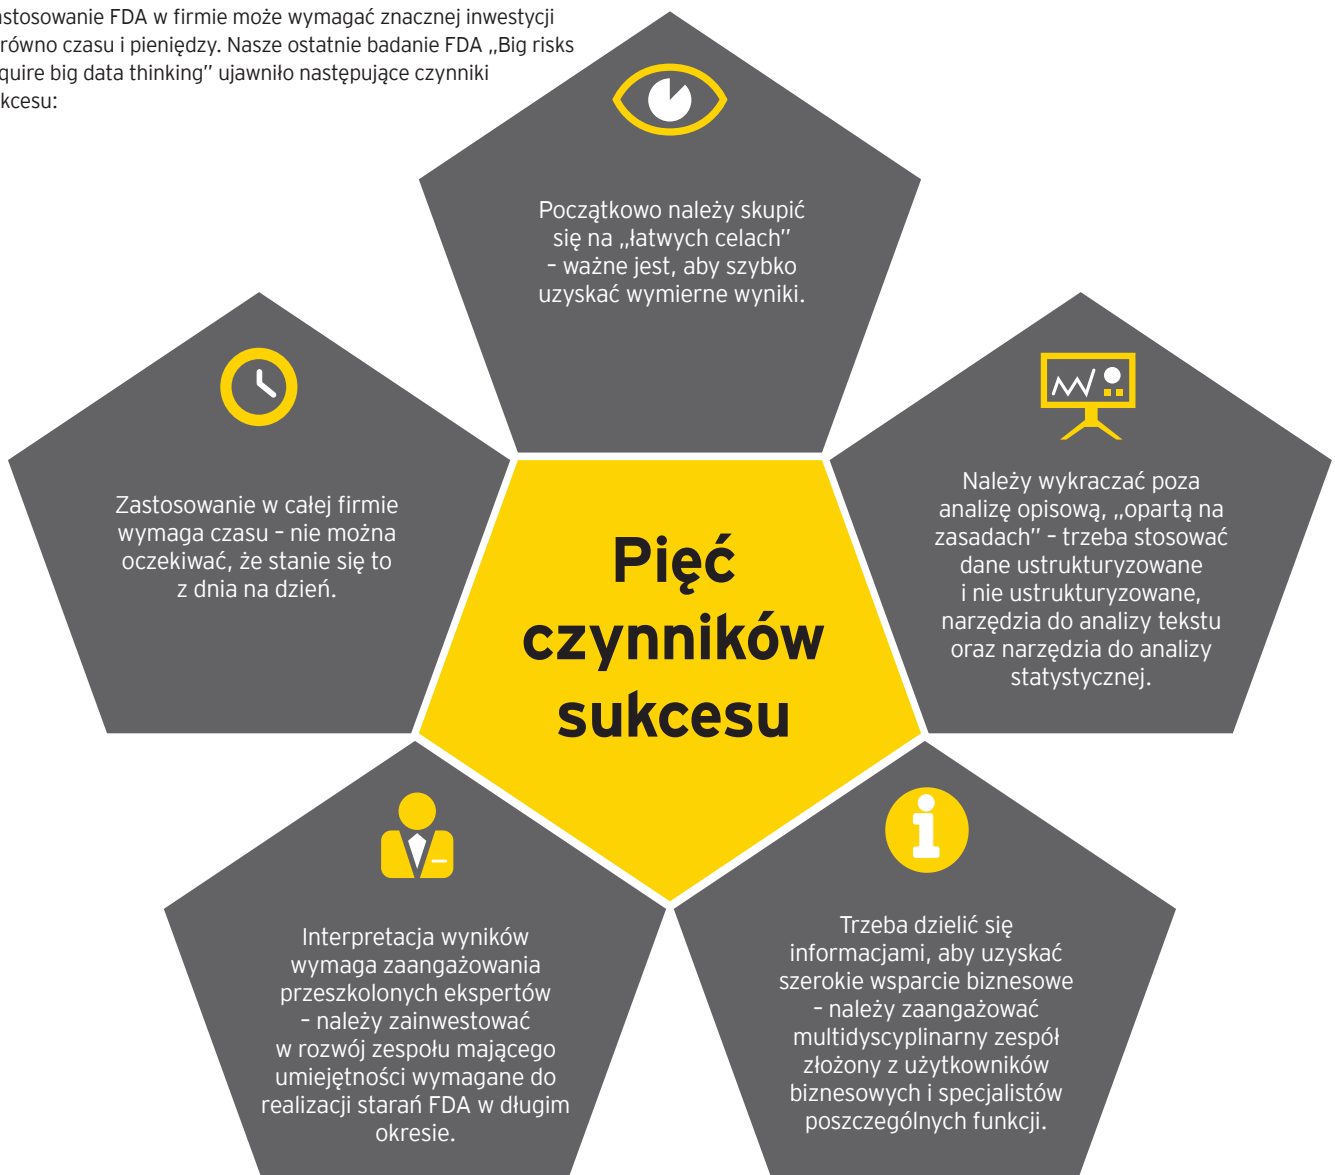 stosowanie FDA w firmie może wymagać znacznej inwestycji
równo czasu i pieniędzy. Nasze ostatnie badanie FDA „Big risks
quire big data thinking” ujawniło następujące czynniki
kcesu:
Początkowo należy skupić
się na „łatwych celach”
– ważne jest, aby szybko
uzyskać wymierne wyniki.
Należy wykraczać poza
analizę opisową, „opartą na
zasadach” – trzeba stosować
dane ustrukturyzowane
i nie ustrukturyzowane,
narzędzia do analizy tekstu
oraz narzędzia do analizy
statystycznej.
Trzeba dzielić się
informacjami, aby uzyskać
szerokie wsparcie biznesowe
– należy zaangażować
multidyscyplinarny zespół
złożony z użytkowników
biznesowych i specjalistów
poszczególnych funkcji.
Interpretacja wyników
wymaga zaangażowania
przeszkolonych ekspertów
– należy zainwestować
w rozwój zespołu mającego
umiejętności wymagane do
realizacji starań FDA w długim
okresie.
Zastosowanie w całej firmie
wymaga czasu – nie można
oczekiwać, że stanie się to
z dnia na dzień.
Pięć
czynników
sukcesu